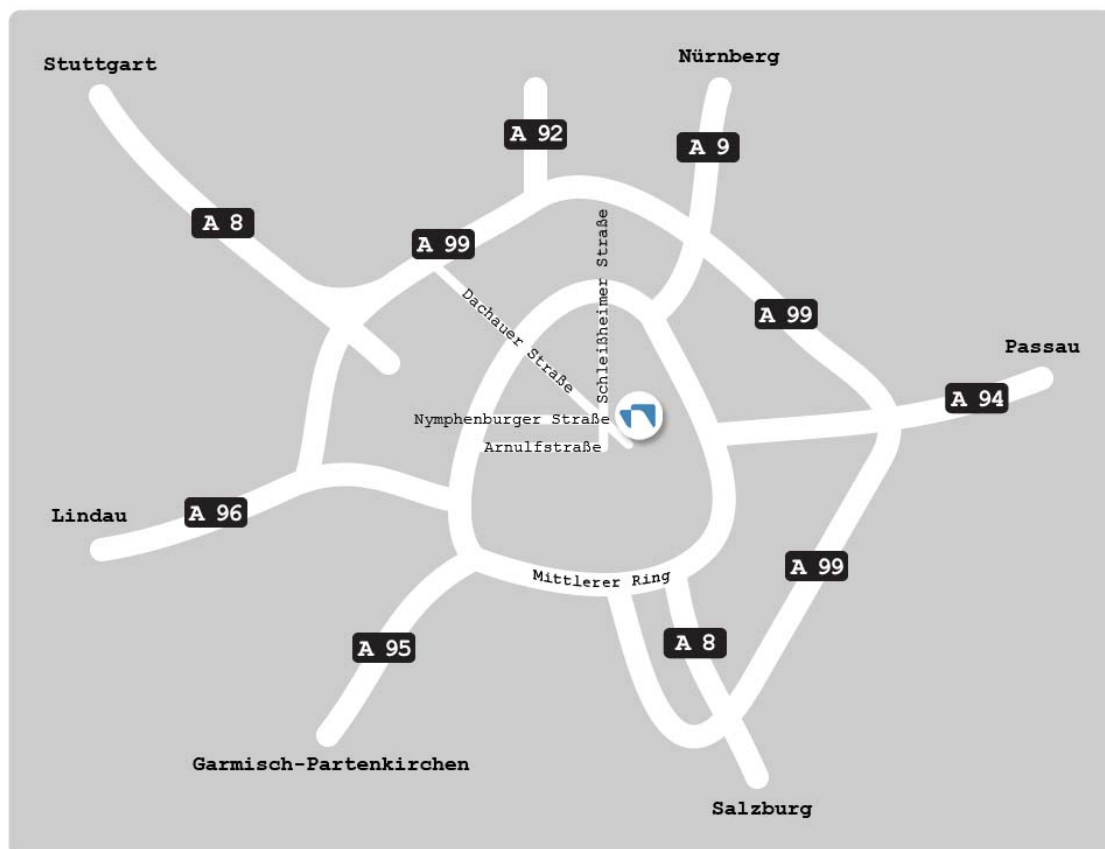 Nürnberg
Stuttgart
A 92
A 9
A 8
A 99
Schleißheimer Straße
Dachauer Straße
A 99
Passau
A 94
Nymphenburger Straße
Arnulfstraße
A 96
Lindau
A 99
Mittlerer Ring
A 95
A 8
Garmisch-Partenkirchen
Salzburg